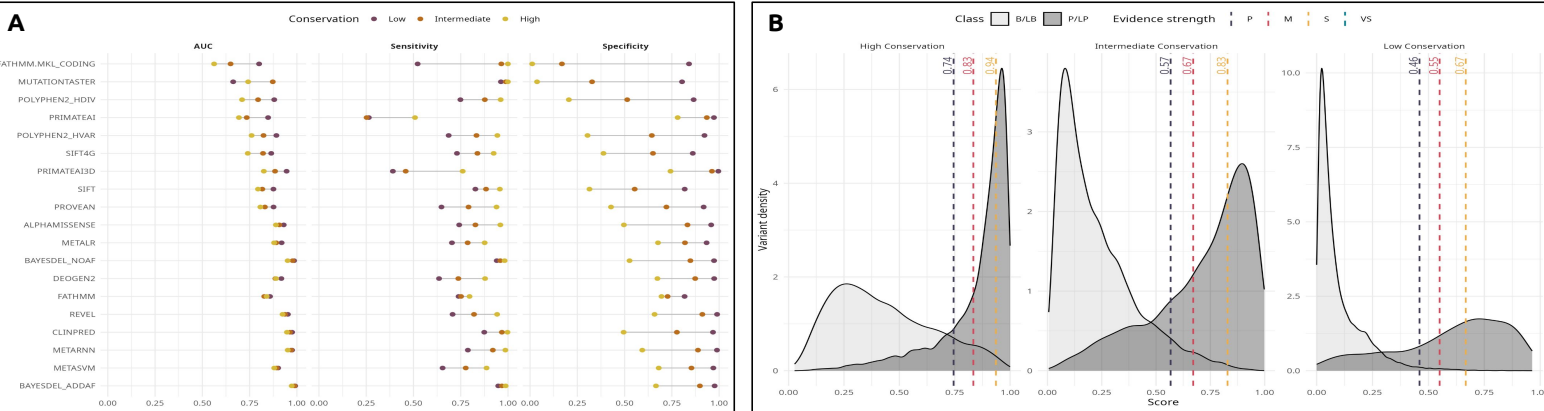 A
Conservation Low Intermediate High
AUC Sensitivity Specificity
FATHMM.MKL_CODING
MUTATIONTASTER
POLYPHEN2_HDIV
PRIMATEAI
POLYPHEN2_HVAR
SIFT4G
PRIMATEAI3D
SIFT
PROVEAN
ALPHAMISSENSE
METALR
BAYESDEL_NOAF
DEOGEN2
FATHMM
REVEL
CLINPRED
METARNN
METASVM
BAYESDEL_ADDAF
0.00 0.25 0.50 0.75 1.00 0.00 0.25 0.50 0.75 1.00 0.00 0.25 0.50 0.75 1.00
B
Class B/LB P/LP Evidence strength P M S VS
High Conservation Intermediate Conservation Low Conservation
0.74 0.83 0.94 0.57 0.67 0.83 0.46 0.55 0.67
Variant density
6
4
2
0
3
2
1
0
10.0
7.5
5.0
2.5
0.0
0.00 0.25 0.50 0.75 1.00 0.00 0.25 0.50 0.75 1.00 0.00 0.25 0.50 0.75 1.00
Score